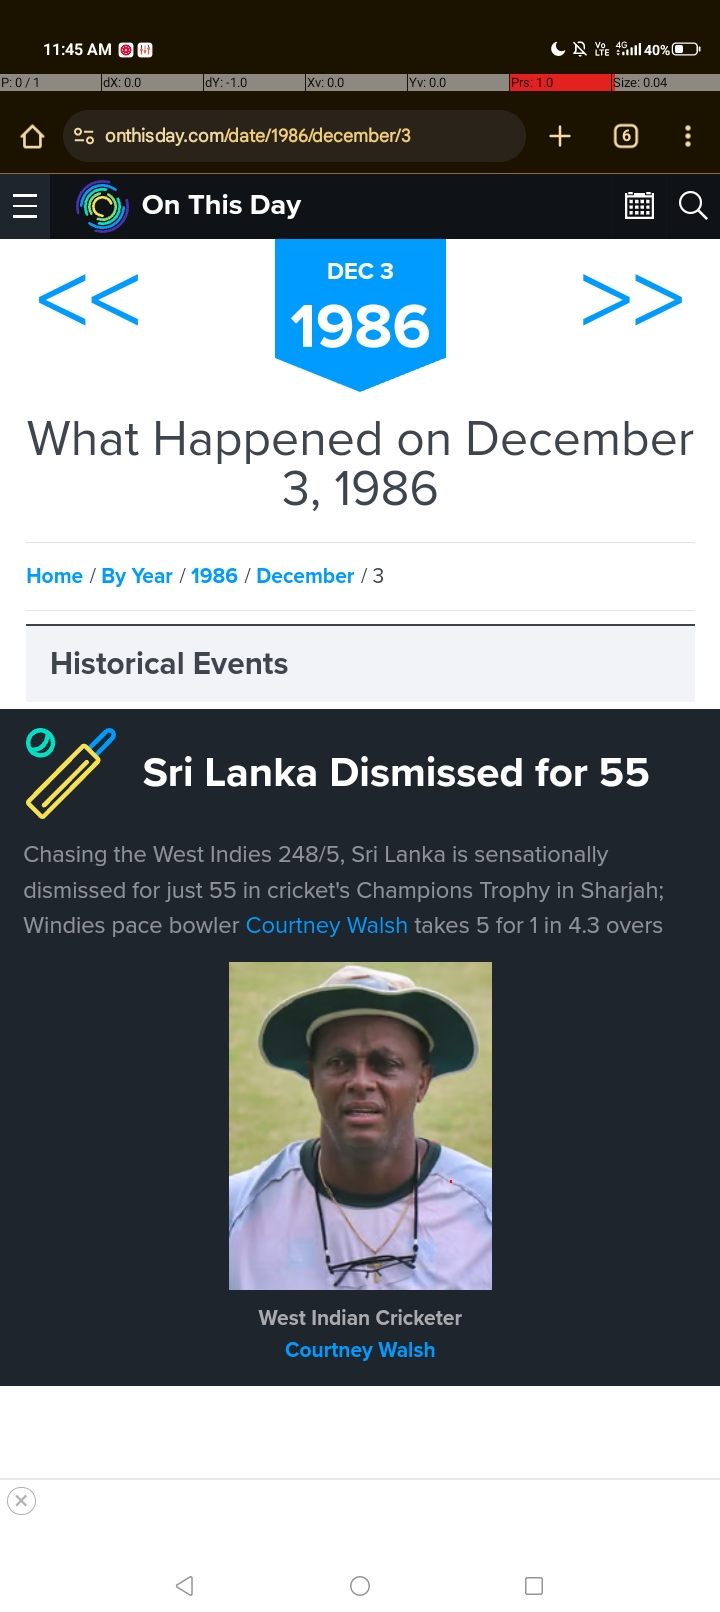 11:45 AM
Vo LTE 4G 40%
P: 0 / 1 dX: 0.0 dY: -1.0 Xv: 0.0 Yv: 0.0 Prs: 1.0 Size: 0.04
onthisday.com/date/1986/december/3 6
On This Day
<< DEC 3 >>
1986
What Happened on December
3, 1986
Home / By Year / 1986 / December / 3
Historical Events
Sri Lanka Dismissed for 55
Chasing the West Indies 248/5, Sri Lanka is sensationally
dismissed for just 55 in cricket's Champions Trophy in Sharjah;
Windies pace bowler Courtney Walsh takes 5 for 1 in 4.3 overs
West Indian Cricketer
Courtney Walsh